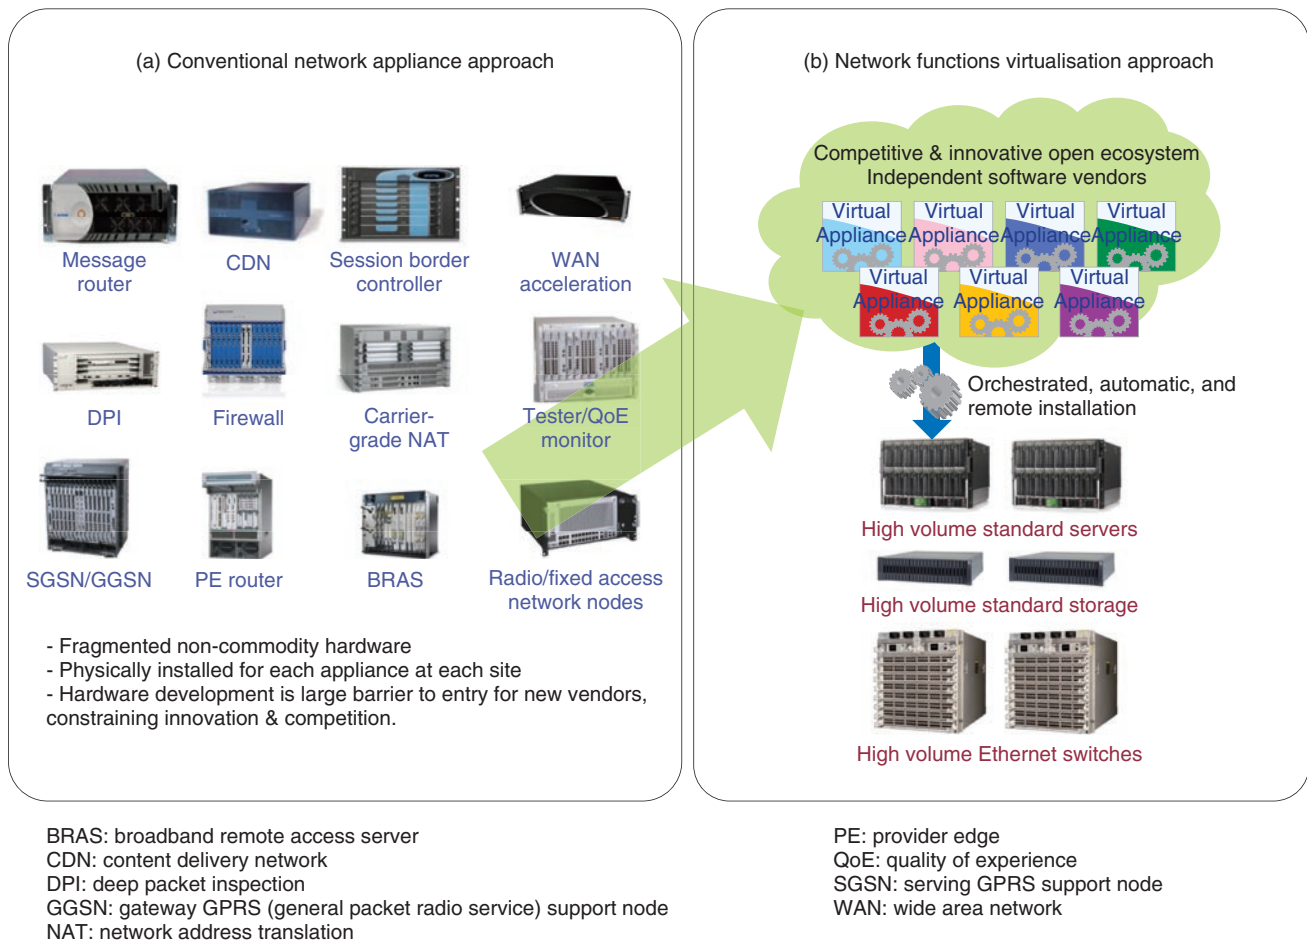 (a) Conventional network appliance approach
Message
router
CDN
Session border
controller
WAN
acceleration
DPI
Firewall
Carrier-
grade NAT
Tester/QoE
monitor
SGSN/GGSN
PE router
BRAS
Radio/fixed access
network nodes
- Fragmented non-commodity hardware
- Physically installed for each appliance at each site
- Hardware development is large barrier to entry for new vendors,
constraining innovation & competition.
(b) Network functions virtualisation approach
Competitive & innovative open ecosystem
Independent software vendors
Virtual
Appliance
Virtual
Appliance
Virtual
Appliance
Virtual
Appliance
Virtual
Appliance
Virtual
Appliance
Virtual
Appliance
Orchestrated, automatic, and
remote installation
High volume standard servers
High volume standard storage
High volume Ethernet switches
BRAS: broadband remote access server
CDN: content delivery network
DPI: deep packet inspection
GGSN: gateway GPRS (general packet radio service) support node
NAT: network address translation
PE: provider edge
QoE: quality of experience
SGSN: serving GPRS support node
WAN: wide area network